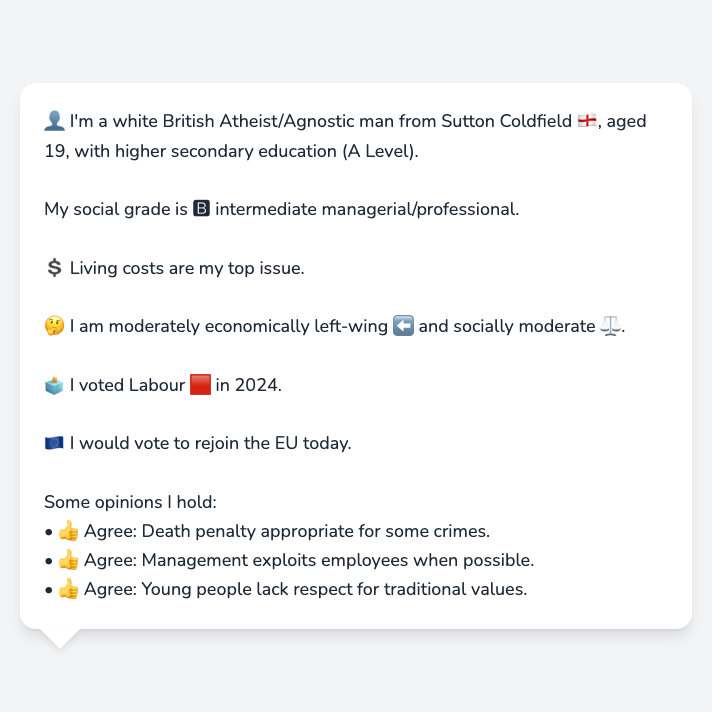 👤 I'm a white British Atheist/Agnostic man from Sutton Coldfield 🏴󠁧󠁢󠁥󠁮󠁧󠁿, aged
19, with higher secondary education (A Level).
My social grade is 🅱 intermediate managerial/professional.
💲 Living costs are my top issue.
🤔 I am moderately economically left-wing ⬅️ and socially moderate ⚖️.
🗳️ I voted Labour 🟥 in 2024.
🇪🇺 I would vote to rejoin the EU today.
Some opinions I hold:
• 👍 Agree: Death penalty appropriate for some crimes.
• 👍 Agree: Management exploits employees when possible.
• 👍 Agree: Young people lack respect for traditional values.